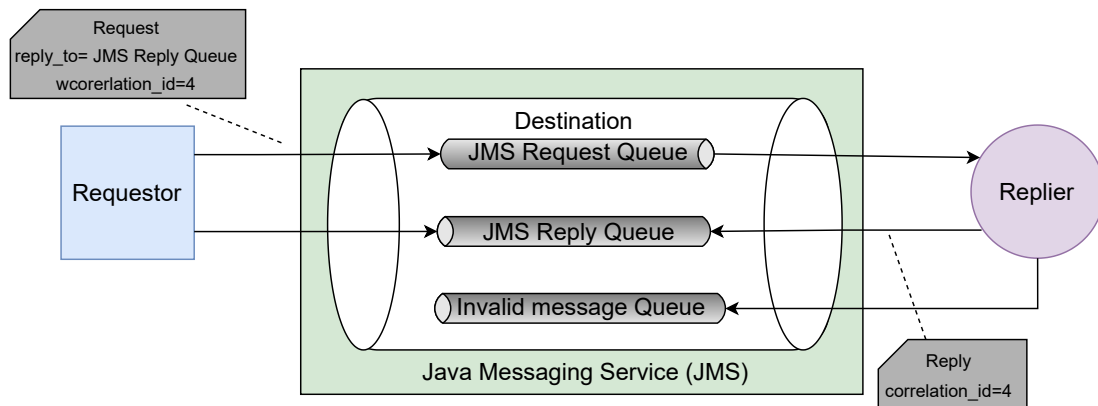 Request
reply_to= JMS Reply Queue
wcorerlation_id=4
Destination
JMS Request Queue
Requestor
Replier
JMS Reply Queue
Invalid message Queue
Java Messaging Service (JMS)
Reply
correlation_id=4